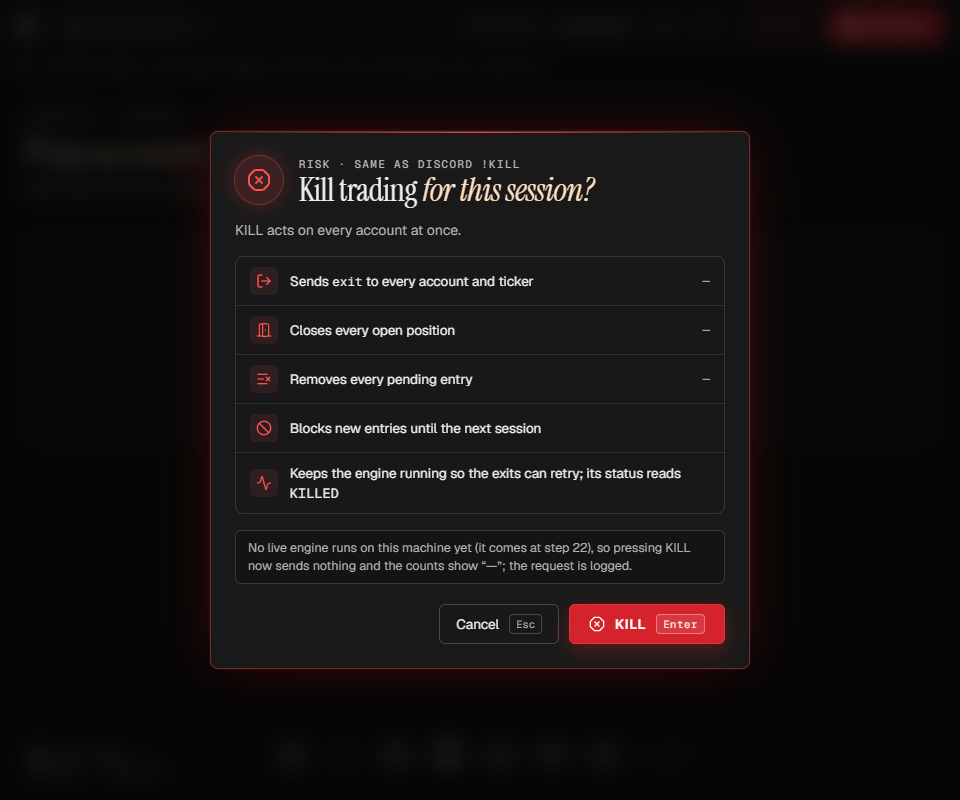 RISK · SAME AS DISCORD !KILL
Kill trading for this session?
KILL acts on every account at once.
Sends exit to every account and ticker —
Closes every open position —
Removes every pending entry —
Blocks new entries until the next session
Keeps the engine running so the exits can retry; its status reads
KILLED
No live engine runs on this machine yet (it comes at step 22), so pressing KILL
now sends nothing and the counts show “—”; the request is logged.
Cancel Esc KILL Enter